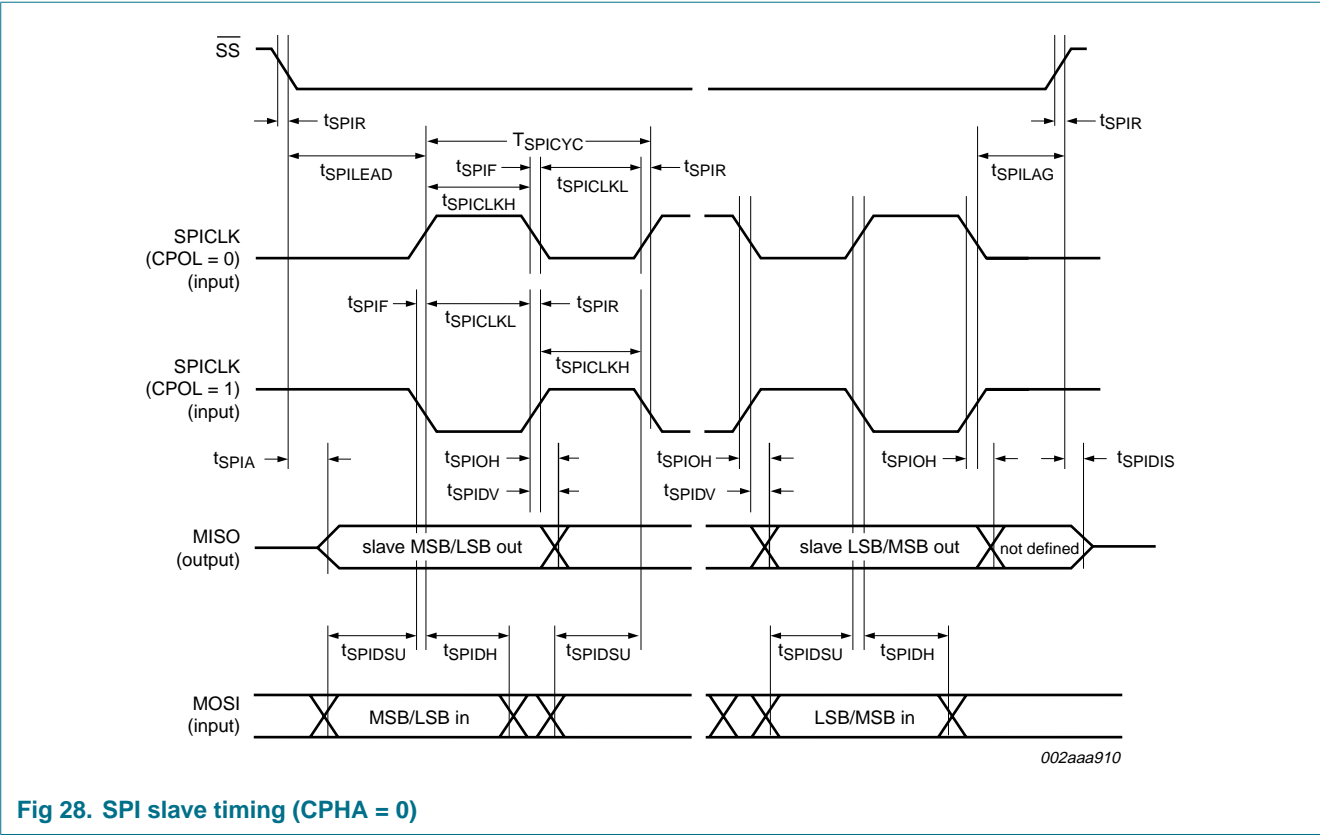 SS
tSPIR
tSPIR
TSPICYC
tSPIF
tSPIR
tSPILEAD
tSPICLKL
tSPILAG
tSPICLKH
SPICLK
(CPOL = 0)
(input)
tSPIF
tSPICLKL
tSPIR
tSPICLKH
SPICLK
(CPOL = 1)
(input)
tSPIA
tSPIOH
tSPIOH
tSPIOH
tSPIDIS
tSPIDV
tSPIDV
MISO
(output)
slave MSB/LSB out
slave LSB/MSB out
not defined
tSPIDSU
tSPIDH
tSPIDSU
tSPIDSU
tSPIDH
MOSI
(input)
MSB/LSB in
LSB/MSB in
002aaa910
Fig 28. SPI slave timing (CPHA = 0)